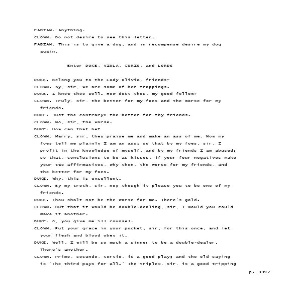 FABIAN. Anything.
CLOWN. Do not desire to see this letter.
FABIAN. This is to give a dog, and in recompense desire my dog
again.
Enter DUKE, VIOLA, CURIO, and LORDS
DUKE. Belong you to the Lady Olivia, friends?
CLOWN. Ay, sir, we are some of her trappings.
DUKE. I know thee well. How dost thou, my good fellow?
CLOWN. Truly, sir, the better for my foes and the worse for my
friends.
DUKE. Just the contrary: the better for thy friends.
CLOWN. No, sir, the worse.
DUKE. How can that be?
CLOWN. Marry, sir, they praise me and make an ass of me. Now my
foes tell me plainly I am an ass; so that by my foes, sir, I
profit in the knowledge of myself, and by my friends I am abused;
so that, conclusions to be as kisses, if your four negatives make
your two affirmatives, why then, the worse for my friends, and
the better for my foes.
DUKE. Why, this is excellent.
CLOWN. By my troth, sir, no; though it please you to be one of my
friends.
DUKE. Thou shalt not be the worse for me. There's gold.
CLOWN. But that it would be double-dealing, sir, I would you could
make it another.
DUKE. O, you give me ill counsel.
CLOWN. Put your grace in your pocket, sir, for this once, and let
your flesh and blood obey it.
DUKE. Well, I will be so much a sinner to be a double-dealer.
There's another.
CLOWN. Primo, secundo, tertio, is a good play; and the old saying
is 'The third pays for all.' The triplex, sir, is a good tripping